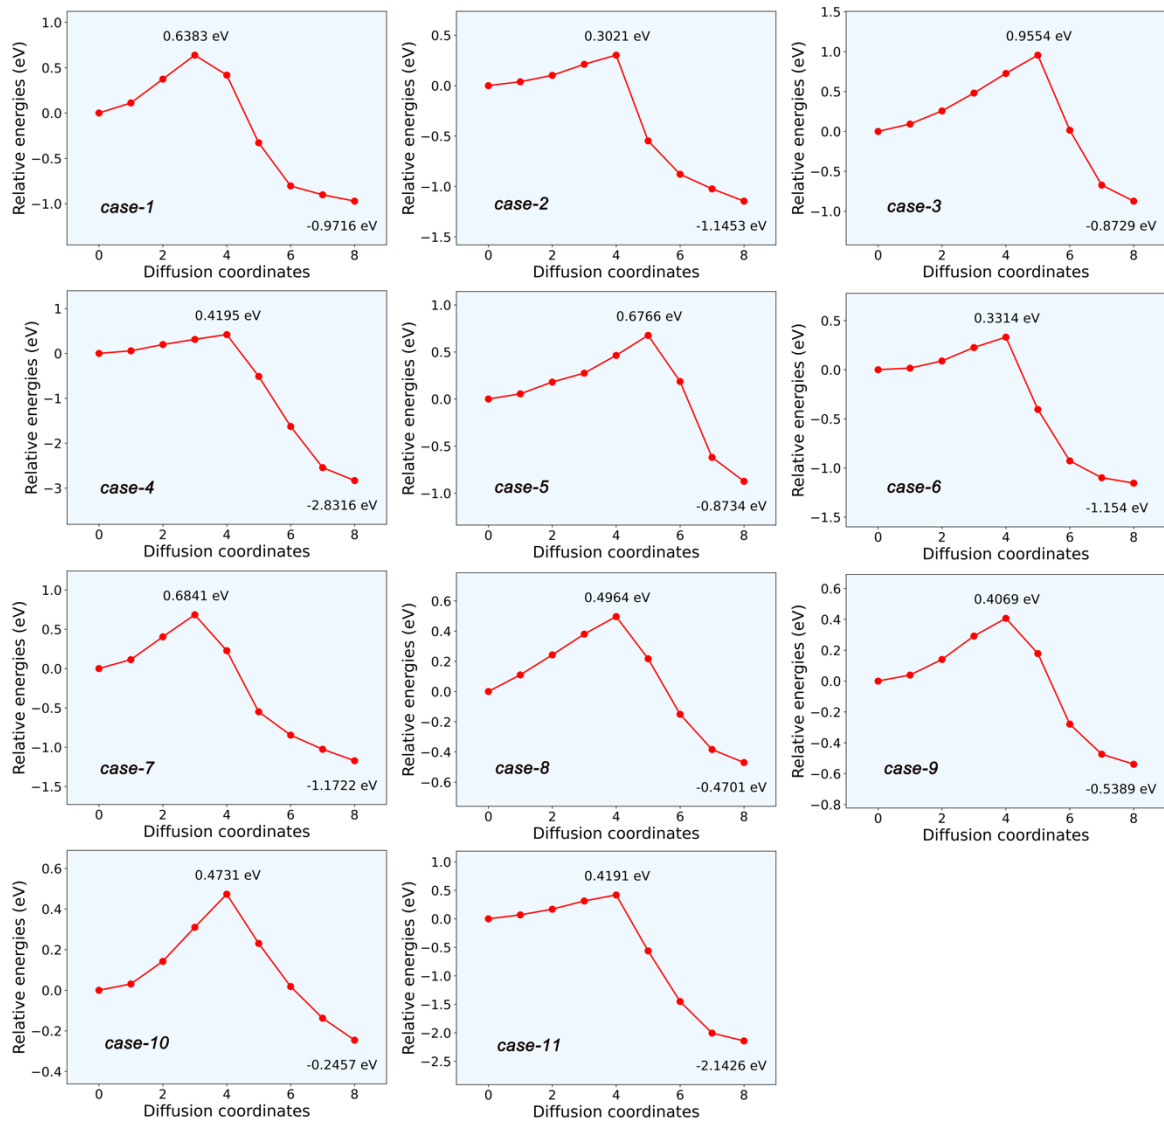 0.6383 eV
1.0
0.5
0.0
−0.5
−1.0
Relative energies (eV)
case-1
-0.9716 eV
0 2 4 6 8
Diffusion coordinates
0.3021 eV
0.5
0.0
−0.5
−1.0
−1.5
Relative energies (eV)
case-2
-1.1453 eV
0 2 4 6 8
Diffusion coordinates
0.9554 eV
1.5
1.0
0.5
0.0
−0.5
−1.0
Relative energies (eV)
case-3
-0.8729 eV
0 2 4 6 8
Diffusion coordinates
0.4195 eV
1
0
−1
−2
−3
Relative energies (eV)
case-4
-2.8316 eV
0 2 4 6 8
Diffusion coordinates
0.6766 eV
1.0
0.5
0.0
−0.5
−1.0
Relative energies (eV)
case-5
-0.8734 eV
0 2 4 6 8
Diffusion coordinates
0.3314 eV
0.5
0.0
−0.5
−1.0
−1.5
Relative energies (eV)
case-6
-1.154 eV
0 2 4 6 8
Diffusion coordinates
0.6841 eV
1.0
0.5
0.0
−0.5
−1.0
−1.5
Relative energies (eV)
case-7
-1.1722 eV
0 2 4 6 8
Diffusion coordinates
0.4964 eV
0.6
0.4
0.2
0.0
−0.2
−0.4
−0.6
Relative energies (eV)
case-8
-0.4701 eV
0 2 4 6 8
Diffusion coordinates
0.4069 eV
0.6
0.4
0.2
0.0
−0.2
−0.4
−0.6
−0.8
Relative energies (eV)
case-9
-0.5389 eV
0 2 4 6 8
Diffusion coordinates
0.4731 eV
0.6
0.4
0.2
0.0
−0.2
−0.4
Relative energies (eV)
case-10
-0.2457 eV
0 2 4 6 8
Diffusion coordinates
0.4191 eV
1.0
0.5
0.0
−0.5
−1.0
−1.5
−2.0
−2.5
Relative energies (eV)
case-11
-2.1426 eV
0 2 4 6 8
Diffusion coordinates